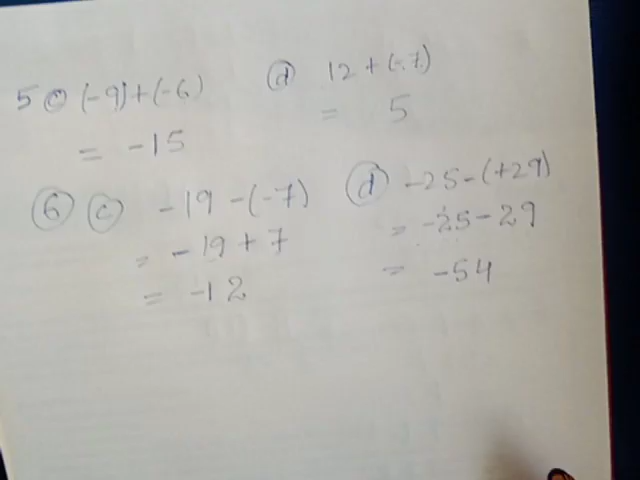 5 c (-9)+(-6)
= -15
d 12+(-7)
= 5
6 c -19-(-7)
= -19+7
= -12
d -25-(+29)
= -25-29
= -54